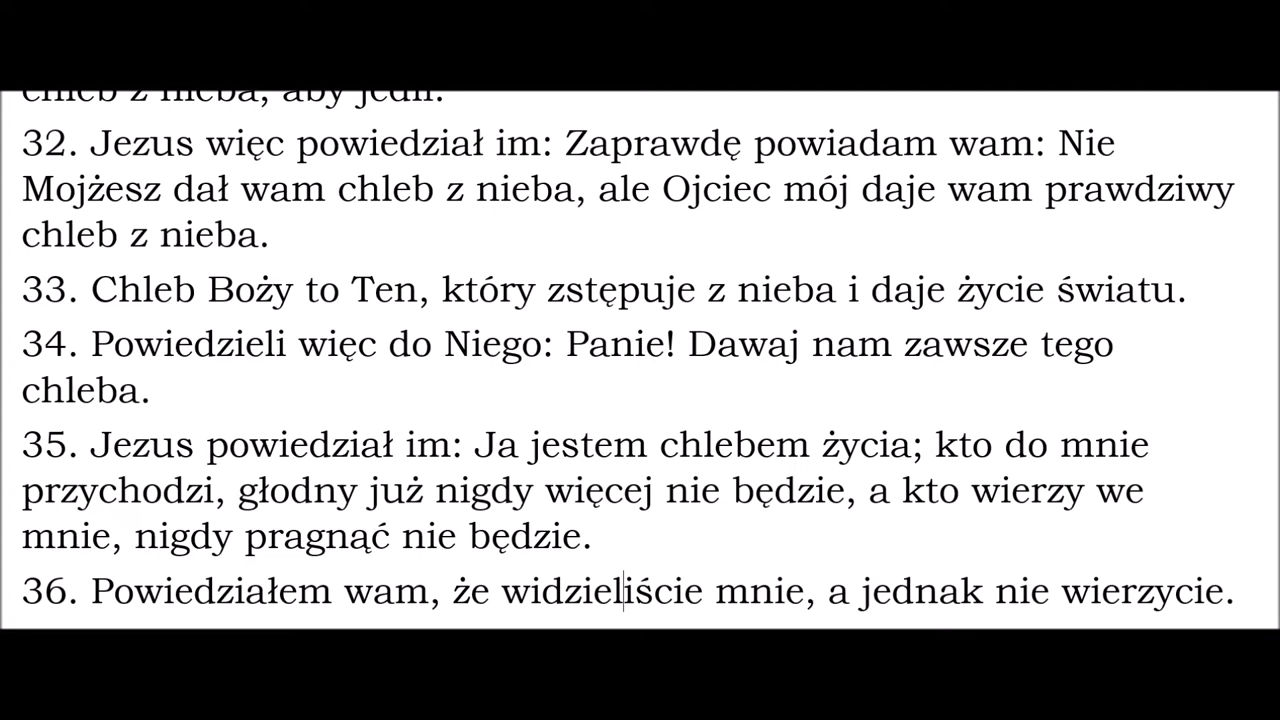 chleb z nieba, aby jedli.
32. Jezus więc powiedział im: Zaprawdę powiadam wam: Nie
Mojżesz dał wam chleb z nieba, ale Ojciec mój daje wam prawdziwy
chleb z nieba.
33. Chleb Boży to Ten, który zstępuje z nieba i daje życie światu.
34. Powiedzieli więc do Niego: Panie! Dawaj nam zawsze tego
chleba.
35. Jezus powiedział im: Ja jestem chlebem życia; kto do mnie
przychodzi, głodny już nigdy więcej nie będzie, a kto wierzy we
mnie, nigdy pragnąć nie będzie.
36. Powiedziałem wam, że widzieliście mnie, a jednak nie wierzycie.